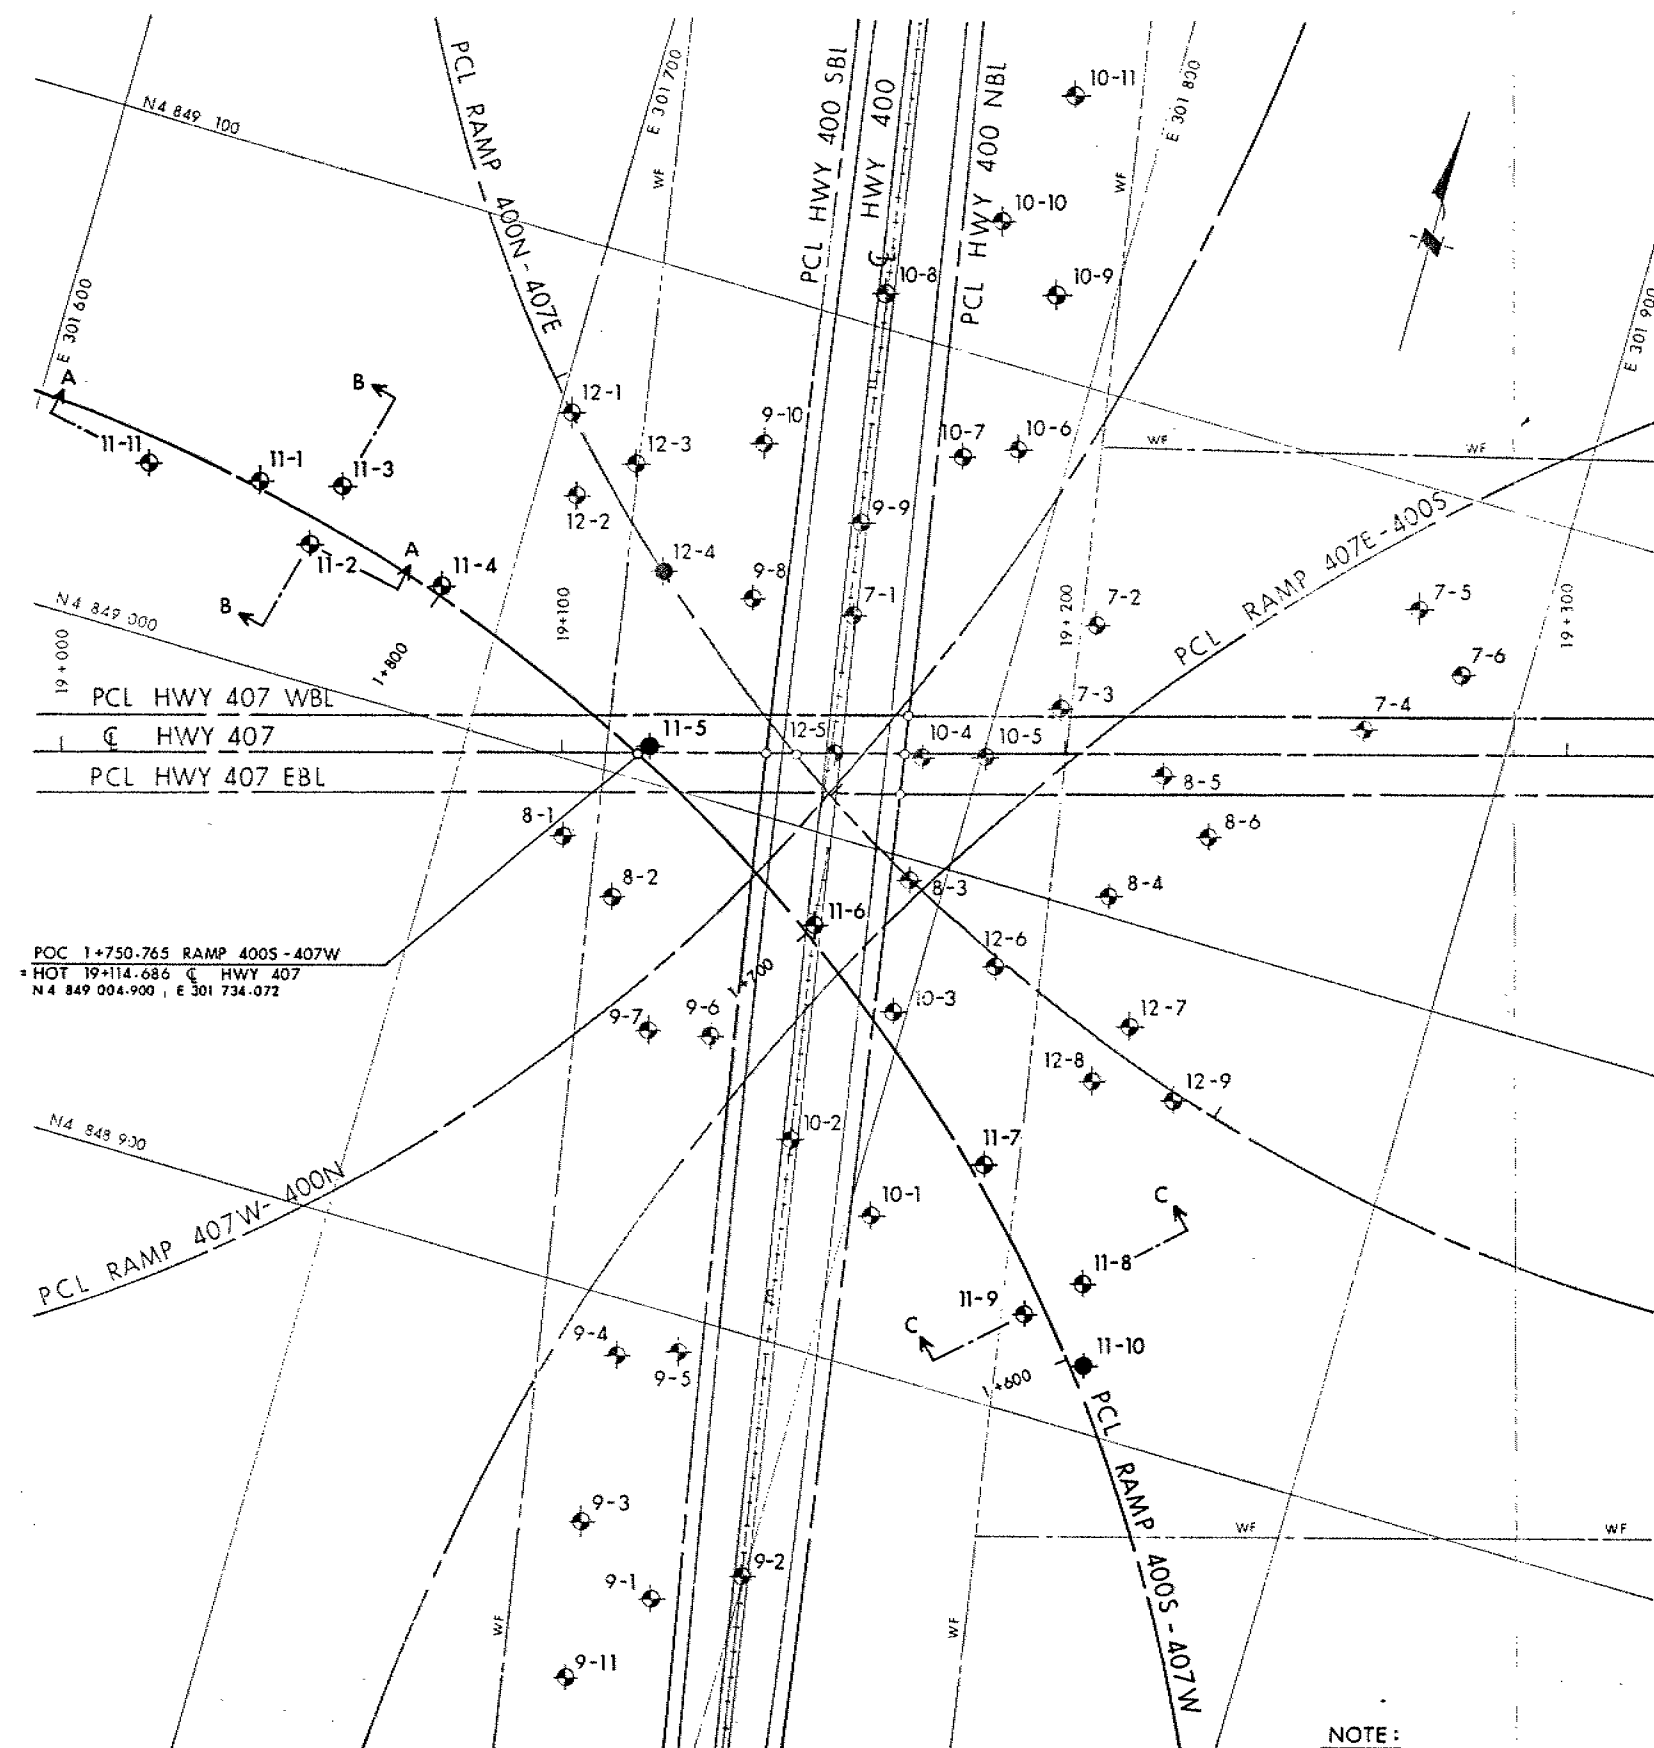 10-11
PCL RAMP 400N-407E
E 301 700
PCL HWY 400 SBL
HWY 400
PCL HWY 400 NBL
E 301 800
N4 849 100
WF
WF
10-10
10-8
10-9
E 301 600
E 301 900
A
B
12-1
9-10
10-7
10-6
WF
WF
11-11
11-1
11-3
12-3
12-2
9-9
PCL RAMP 407E-400S
11-2
A
11-4
12-4
9-8
7-1
7-2
7-5
B
N4 849 000
19+000
19+100
19+200
19+300
1+800
7-6
PCL HWY 407 WBL
7-3
7-4
℄ HWY 407
11-5
12-5
10-4
10-5
PCL HWY 407 EBL
8-5
8-1
8-6
8-2
8-3
8-4
11-6
POC 1+750.765 RAMP 400S-407W
= HOT 19+114.686 ℄ HWY 407
N4 849 004.900 , E 301 734.072
12-6
1+700
9-7
9-6
10-3
12-7
12-8
12-9
N4 848 900
10-2
11-7
PCL RAMP 407W-400N
10-1
C
11-8
11-9
C
9-4
9-5
11-10
1+600
PCL RAMP 400S-407W
9-3
WF
WF
9-2
9-1
WF
WF
9-11
NOTE: